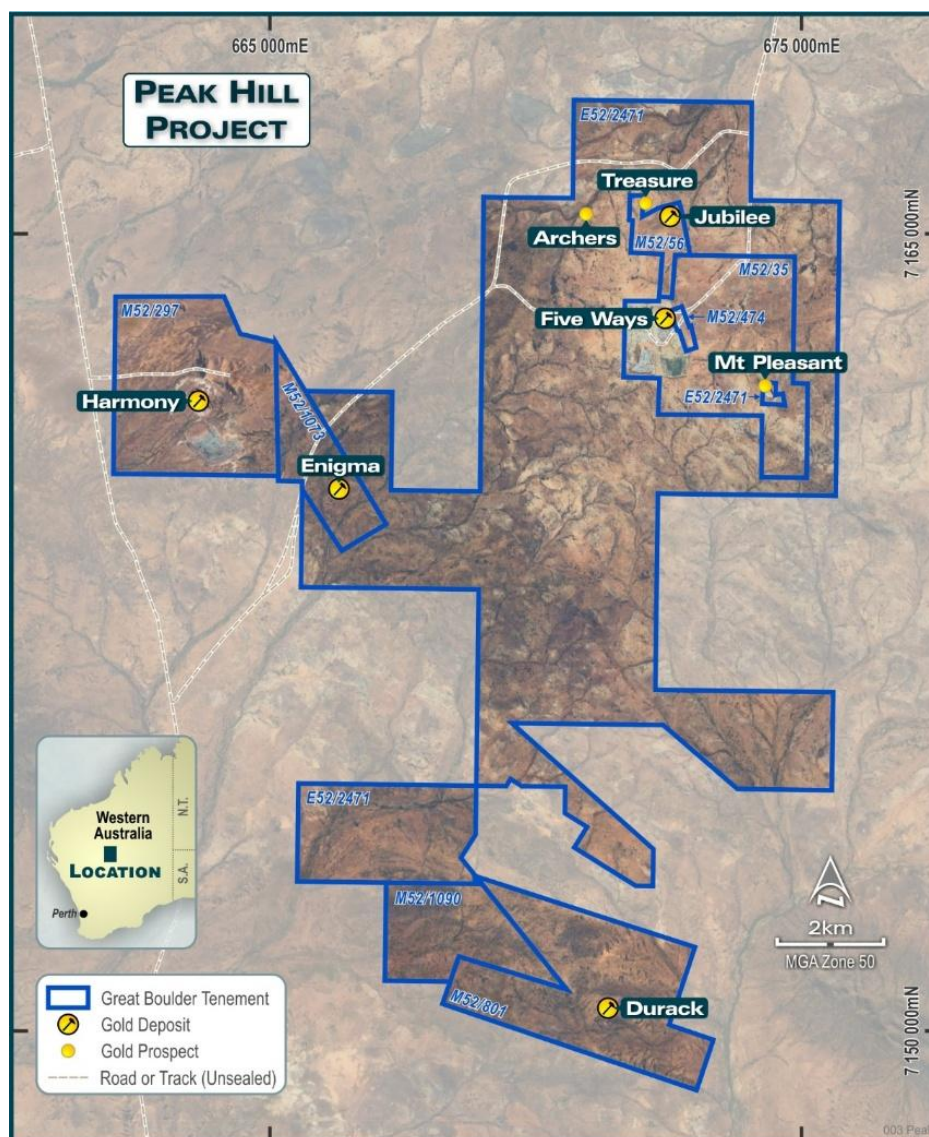 665 000mE
675 000mE
PEAK HILL
PROJECT
E52/2471
Treasure
Jubilee
Archers
7 165 000mN
M52/56
M52/35
M52/297
Five Ways
M52/474
Mt Pleasant
E52/2471
Harmony
M52/1073
Enigma
Western
Australia
N.T.
LOCATION
S.A.
Perth
E52/2471
M52/1090
M52/801
Durack
2km
MGA Zone 50
7 150 000mN
Great Boulder Tenement
Gold Deposit
Gold Prospect
Road or Track (Unsealed)
003 Peak